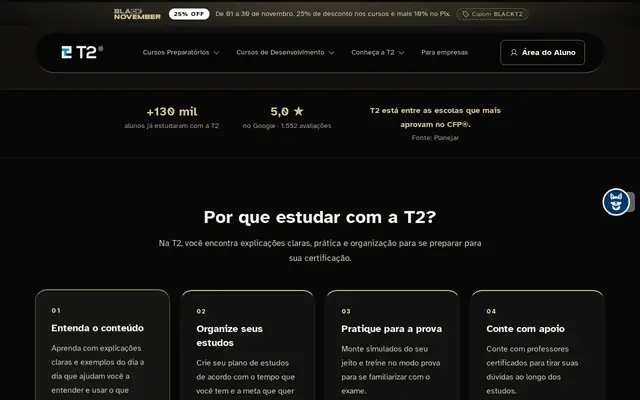 BLACK NOVEMBER
25% OFF
De 01 a 30 de novembro. 25% de desconto nos cursos e mais 10% no Pix.
Cupom BLACKT2
T2®
Cursos Preparatórios
Cursos de Desenvolvimento
Conheça a T2
Para empresas
Área do Aluno
+130 mil
alunos já estudaram com a T2
5,0 ★
no Google · 1.552 avaliações
T2 está entre as escolas que mais
aprovam no CFP®.
Fonte: Planejar
Por que estudar com a T2?
Na T2, você encontra explicações claras, prática e organização para se preparar para
sua certificação.
01
Entenda o conteúdo
Aprenda com explicações
claras e exemplos do dia a
dia que ajudam você a
entender e usar o que
02
Organize seus
estudos
Crie seu plano de estudos
de acordo com o tempo que
você tem e a meta que quer
03
Pratique para a prova
Monte simulados do seu
jeito e treine no modo prova
para se familiarizar com o
exame.
04
Conte com apoio
Conte com professores
certificados para tirar suas
dúvidas ao longo dos
estudos.